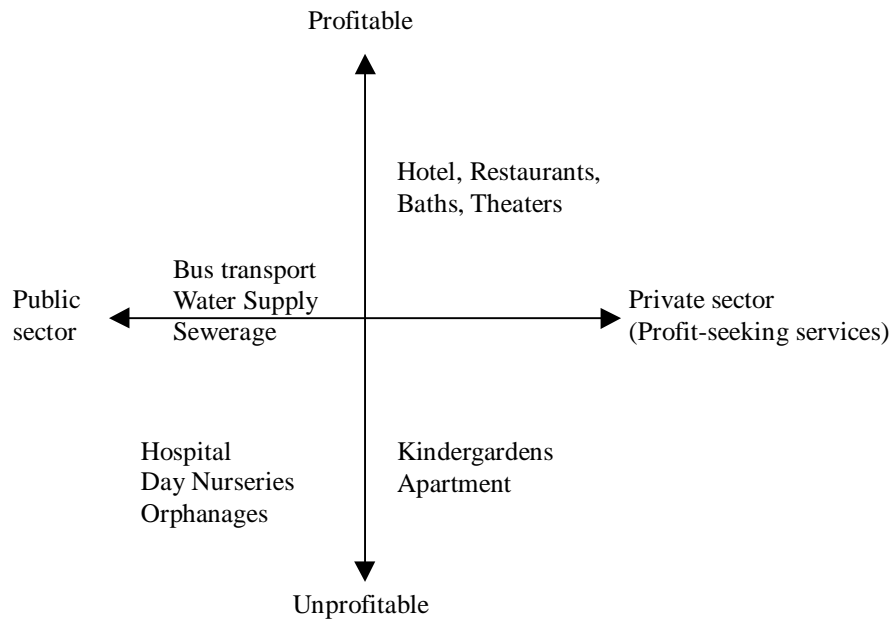 Profitable
Hotel, Restaurants,
Baths, Theaters
Bus transport
Water Supply
Sewerage
Public
sector
Private sector
(Profit-seeking services)
Hospital
Day Nurseries
Orphanages
Kindergardens
Apartment
Unprofitable